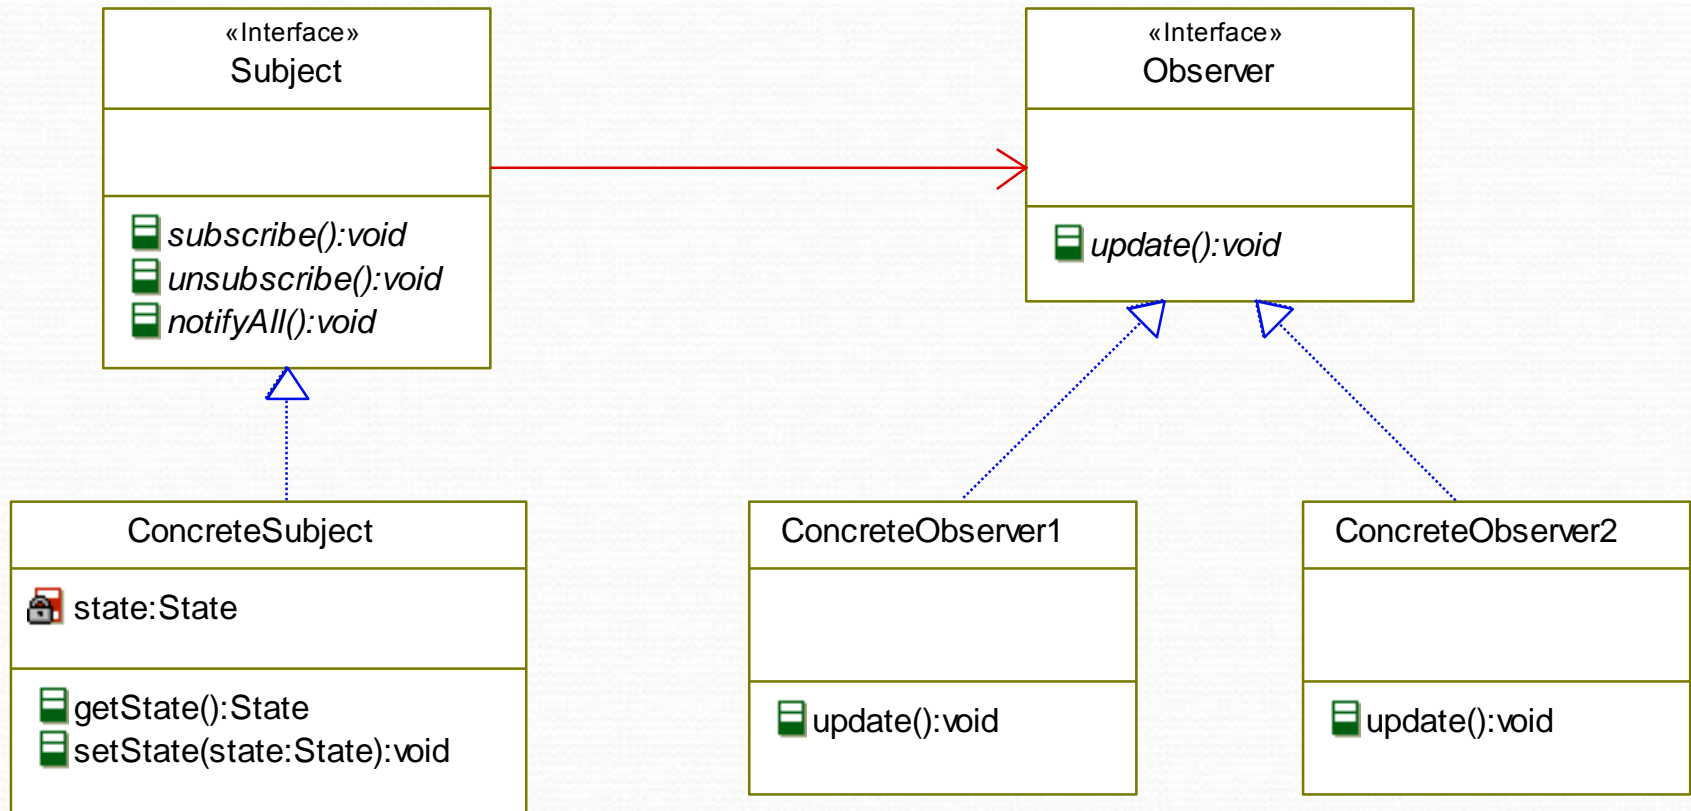 «Interface»
Subject
subscribe():void
unsubscribe():void
notifyAll():void
«Interface»
Observer
update():void
ConcreteSubject
state:State
getState():State
setState(state:State):void
ConcreteObserver1
update():void
ConcreteObserver2
update():void